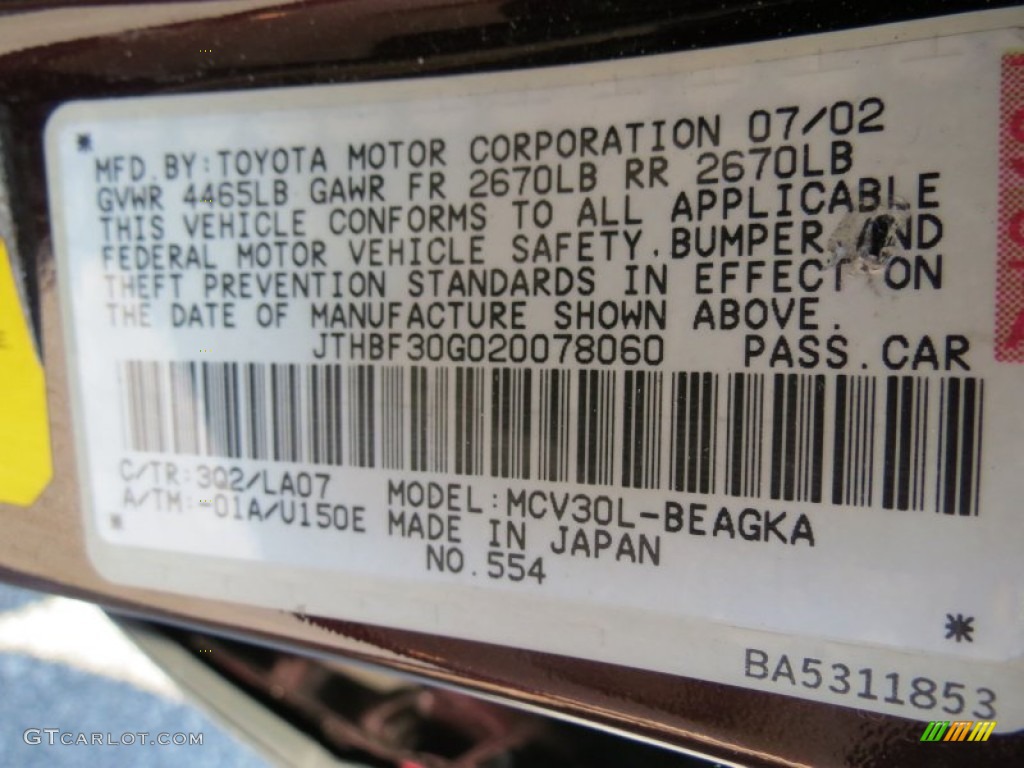 MFD.BY:TOYOTA MOTOR CORPORATION 07/02
GVWR 4465LB GAWR FR 2670LB RR 2670LB
THIS VEHICLE CONFORMS TO ALL APPLICABLE
FEDERAL MOTOR VEHICLE SAFETY.BUMPER AND
THEFT PREVENTION STANDARDS IN EFFECT ON
THE DATE OF MANUFACTURE SHOWN ABOVE.
JTHBF30G020078060 PASS.CAR
C/TR:3Q2/LA07 MODEL:MCV30L-BEAGKA
A/TM:-01A/U150E MADE IN JAPAN
NO.554
BA5311853
GTCARLOT.COM